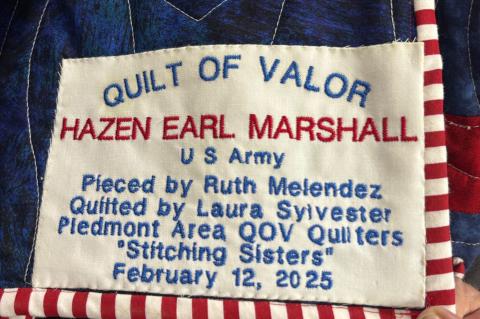 QUILT OF VALOR
HAZEN EARL MARSHALL
US Army
Pieced by Ruth Melendez
Quilted by Laura Sylvester
Piedmont Area QOV Quilters
"Stitching Sisters"
February 12, 2025